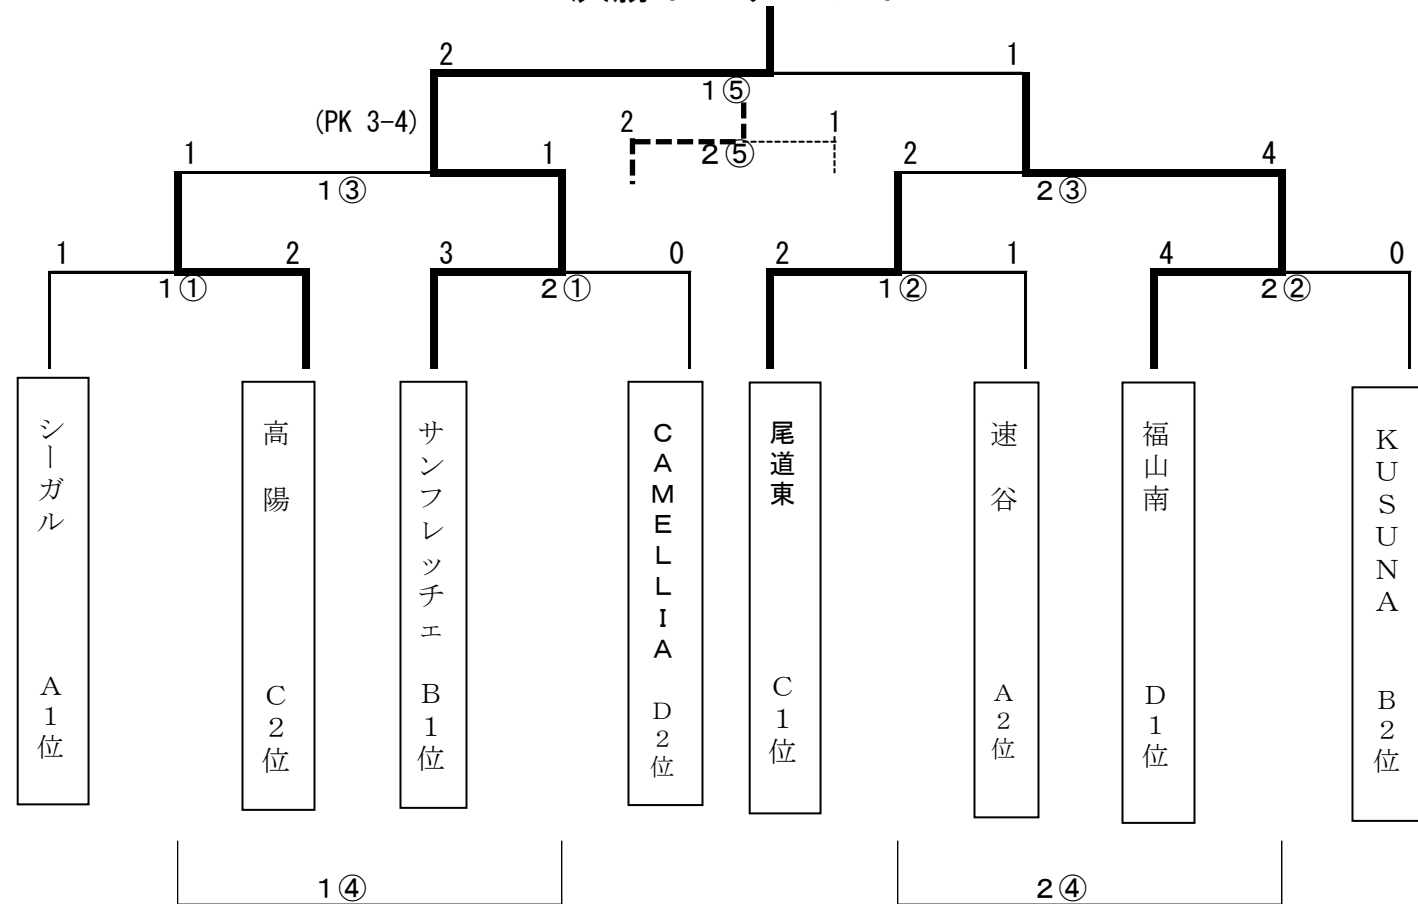 2 1
1⑤
(PK 3-4)
2 1
2⑤
1 1
1③
2 4
2③
1 2
1①
3 0
2①
2 1
1②
4 0
2②
シーガル A1位
高陽 C2位
サンフレッチェ B1位
CAMELLIA D2位
尾道東 C1位
速谷 A2位
福山南 D1位
KUSUNA B2位
1④
2④